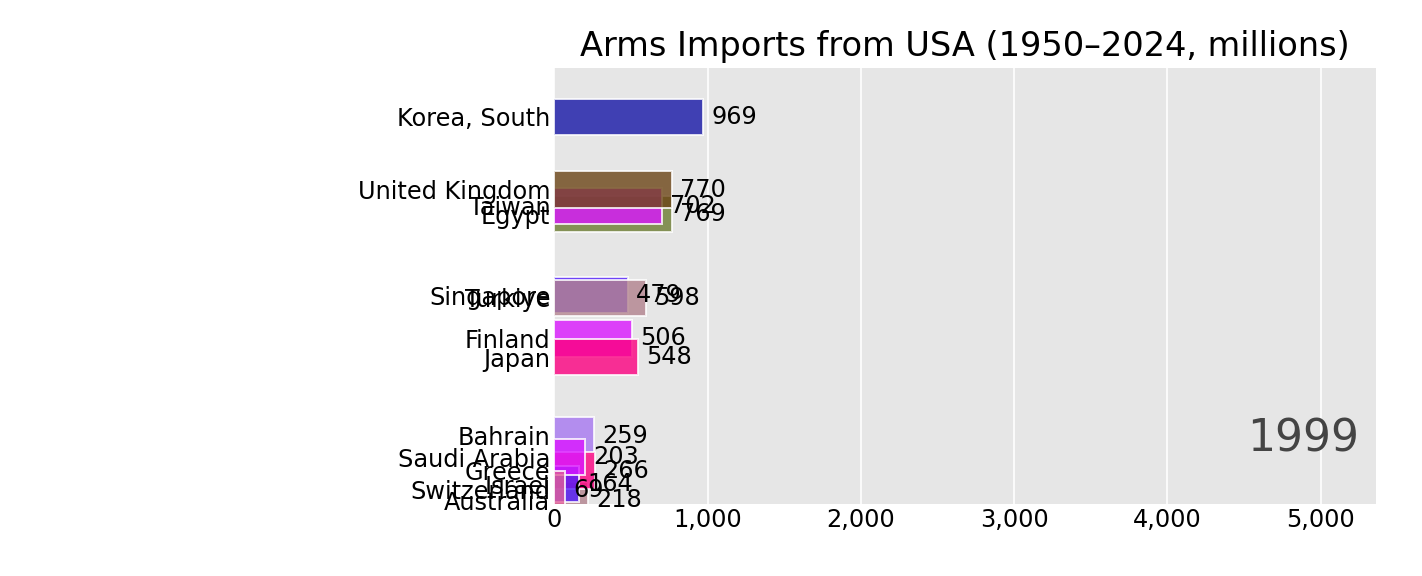 Arms Imports from USA (1950–2024, millions)
Korea, South 969
United Kingdom 770
Taiwan 702
Egypt 769
Singapore 479
Türkiye 598
Finland 506
Japan 548
Bahrain 259
Saudi Arabia 203
Greece 266
Israel 164
Switzerland 69
Australia 218
1999
0 1,000 2,000 3,000 4,000 5,000